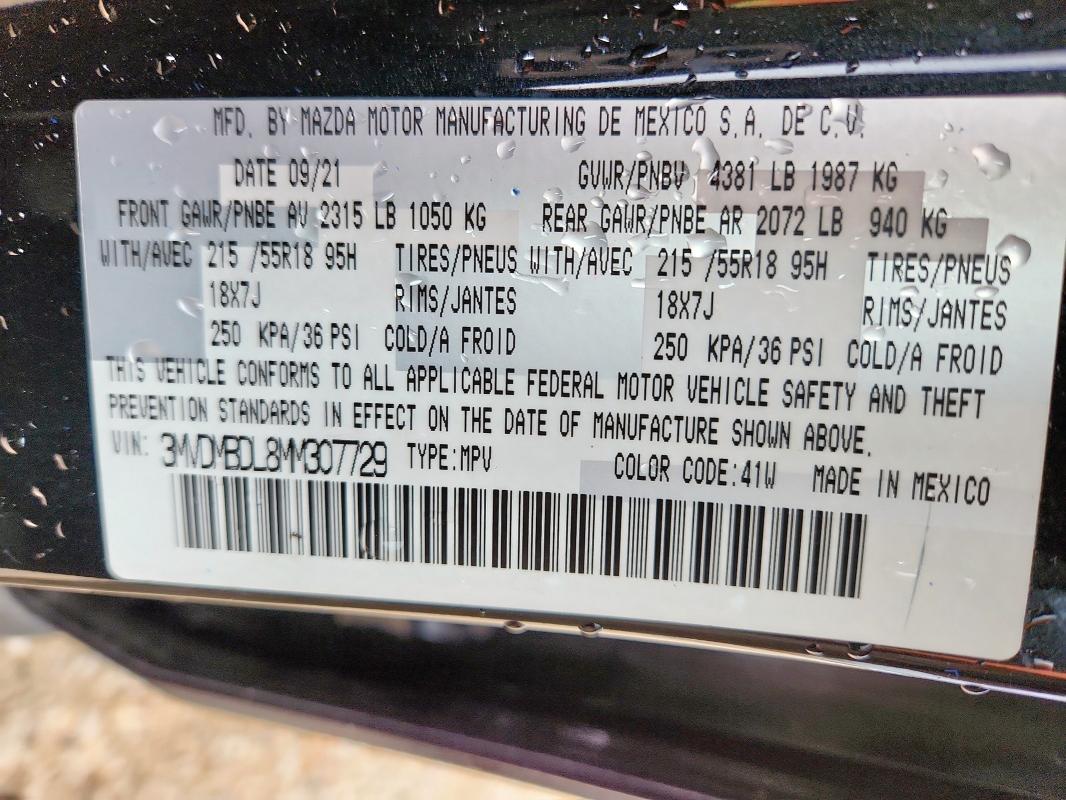 MFD. BY MAZDA MOTOR MANUFACTURING DE MEXICO S.A. DE C.V.
DATE 09/21 GVWR/PNBV 4381 LB 1987 KG
FRONT GAWR/PNBE AV 2315 LB 1050 KG REAR GAWR/PNBE AR 2072 LB 940 KG
WITH/AVEC 215 /55R18 95H TIRES/PNEUS WITH/AVEC 215 /55R18 95H TIRES/PNEUS
18X7J RIMS/JANTES 18X7J RIMS/JANTES
250 KPA/36 PSI COLD/A FROID 250 KPA/36 PSI COLD/A FROID
THIS VEHICLE CONFORMS TO ALL APPLICABLE FEDERAL MOTOR VEHICLE SAFETY AND THEFT
PREVENTION STANDARDS IN EFFECT ON THE DATE OF MANUFACTURE SHOWN ABOVE.
VIN: 3MVDMBDL8MM307729 TYPE:MPV COLOR CODE:41W MADE IN MEXICO